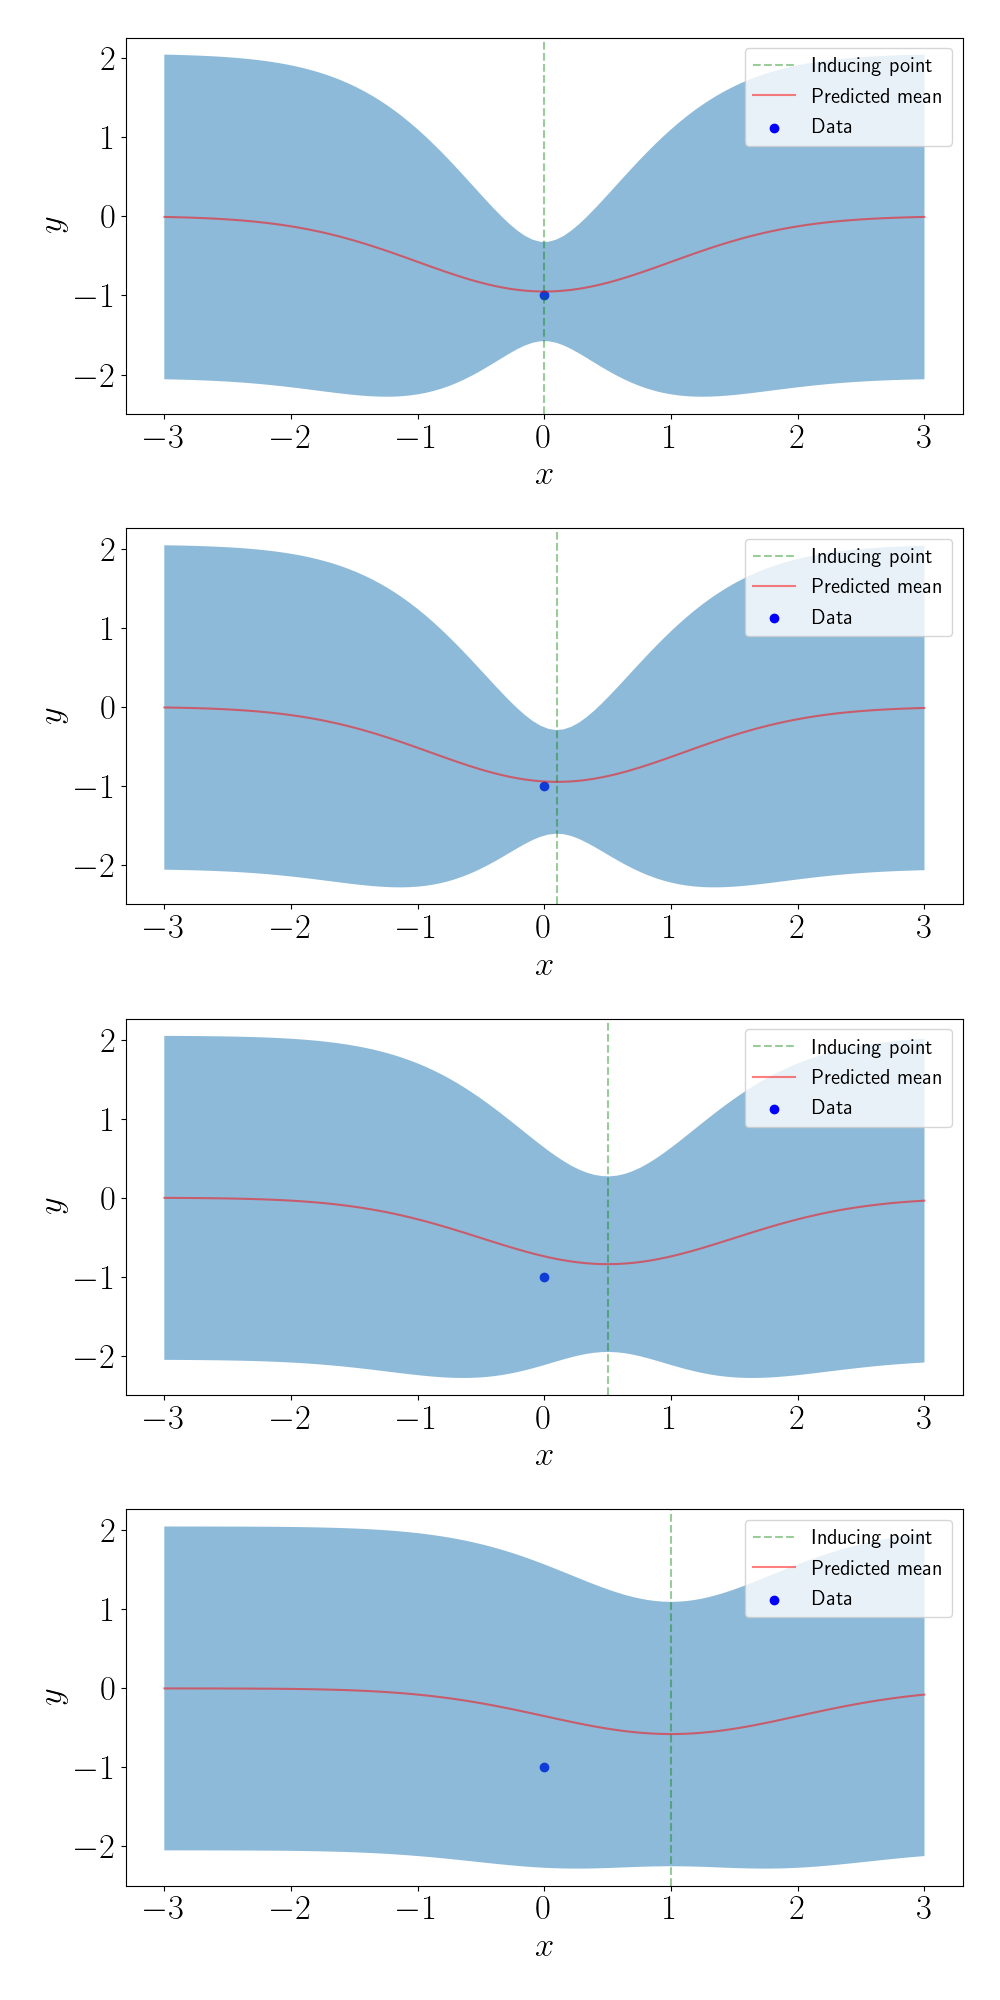 2
1
0
−1
−2
y
Inducing point
Predicted mean
Data
−3 −2 −1 0 1 2 3
x
2
1
0
−1
−2
y
Inducing point
Predicted mean
Data
−3 −2 −1 0 1 2 3
x
2
1
0
−1
−2
y
Inducing point
Predicted mean
Data
−3 −2 −1 0 1 2 3
x
2
1
0
−1
−2
y
Inducing point
Predicted mean
Data
−3 −2 −1 0 1 2 3
x